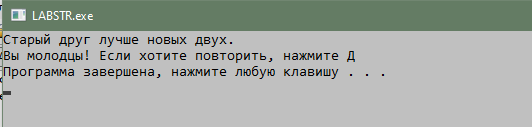 LABSTR.exe
Старый друг лучше новых двух.
Вы молодцы! Если хотите повторить, нажмите Д
Программа завершена, нажмите любую клавишу . . .